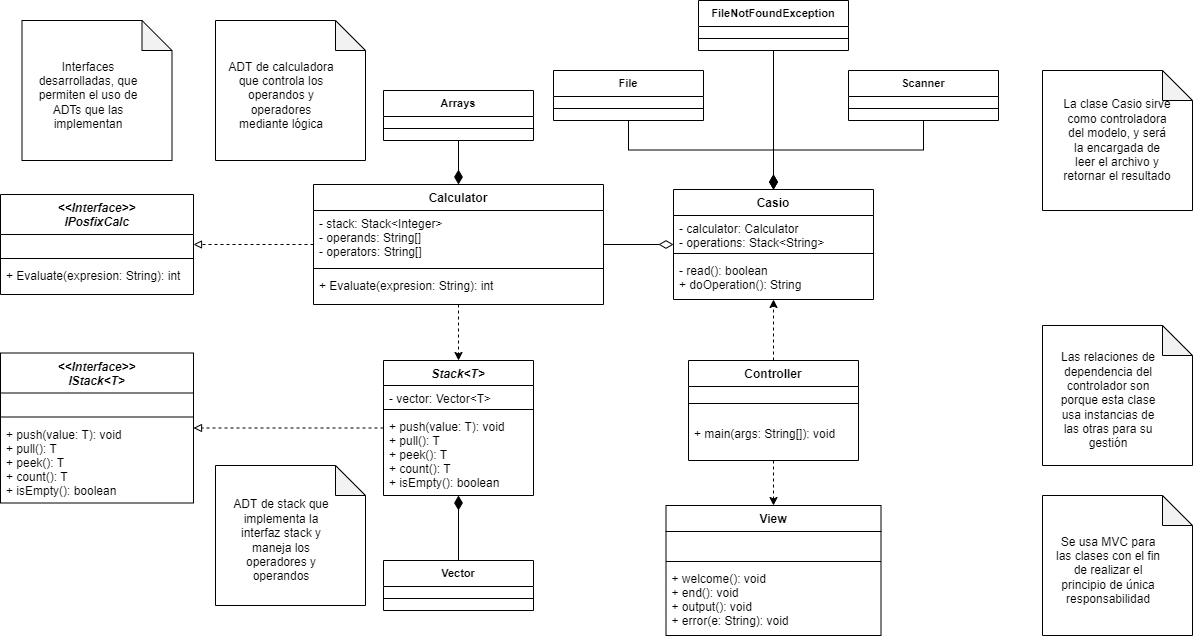 Interfaces
desarrolladas, que
permiten el uso de
ADTs que las
implementan
ADT de calculadora
que controla los
operandos y
operadores
mediante lógica
Arrays
FileNotFoundException
File
Scanner
La clase Casio sirve
como controladora
del modelo, y será
la encargada de
leer el archivo y
retornar el resultado
<<Interface>>
IPosfixCalc
+ Evaluate(expresion: String): int
Calculator
- stack: Stack<Integer>
- operands: String[]
- operators: String[]
+ Evaluate(expresion: String): int
Casio
- calculator: Calculator
- operations: Stack<String>
- read(): boolean
+ doOperation(): String
<<Interface>>
IStack<T>
+ push(value: T): void
+ pull(): T
+ peek(): T
+ count(): T
+ isEmpty(): boolean
Stack<T>
- vector: Vector<T>
+ push(value: T): void
+ pull(): T
+ peek(): T
+ count(): T
+ isEmpty(): boolean
Controller
+ main(args: String[]): void
Las relaciones de
dependencia del
controlador son
porque esta clase
usa instancias de
las otras para su
gestión
ADT de stack que
implementa la
interfaz stack y
maneja los
operadores y
operandos
Vector
View
+ welcome(): void
+ end(): void
+ output(): void
+ error(e: String): void
Se usa MVC para
las clases con el fin
de realizar el
principio de única
responsabilidad